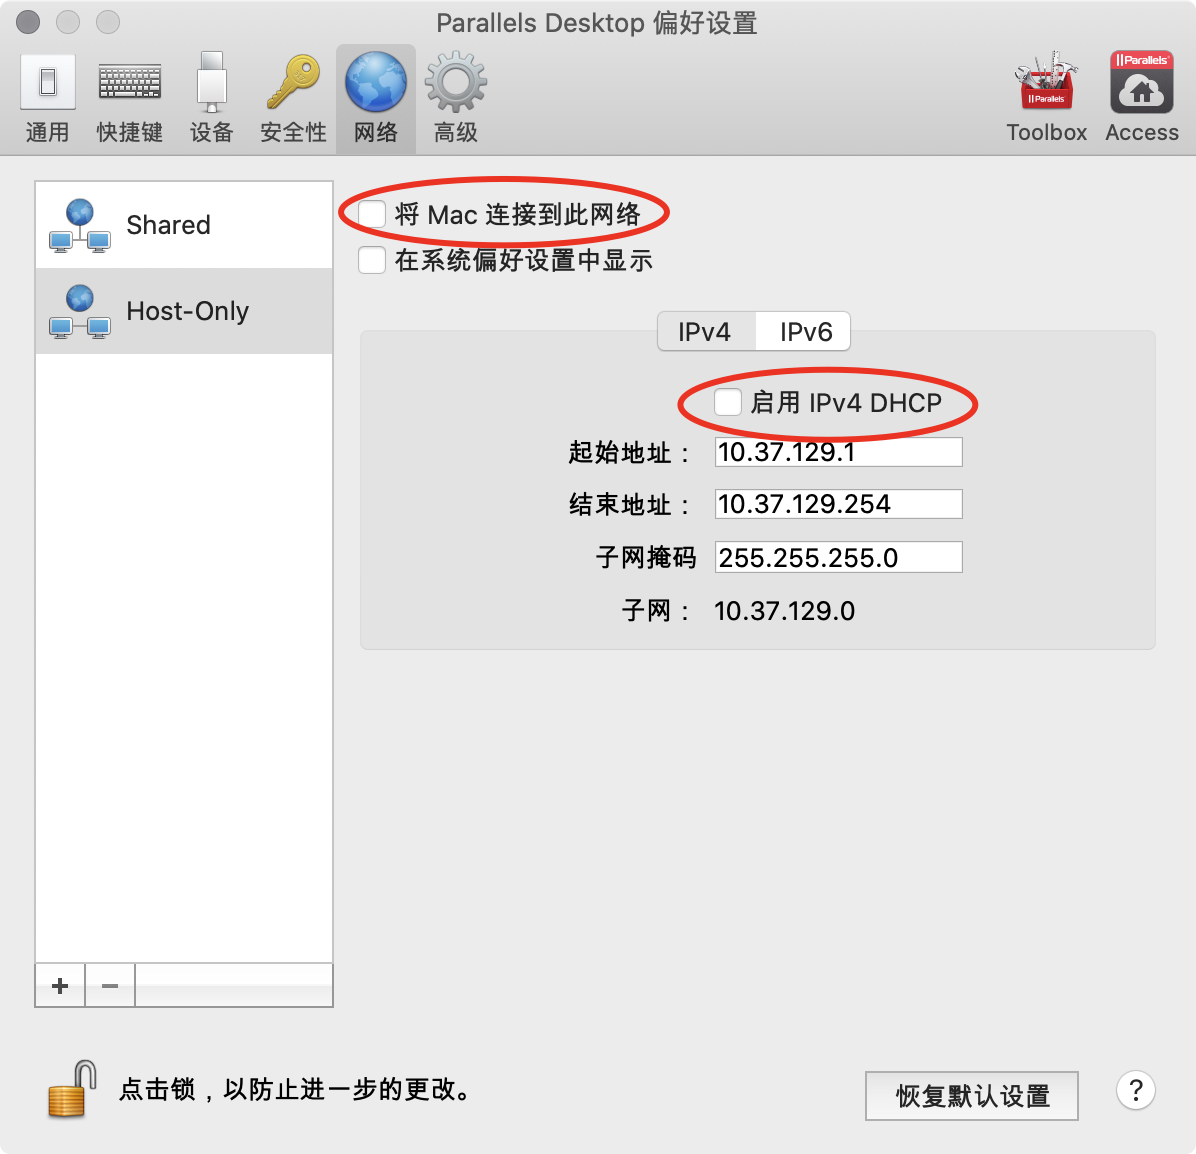 Parallels Desktop 偏好设置
通用 快捷键 设备 安全性 网络 高级 Toolbox Access
Parallels
Parallels
Shared
Host-Only
将 Mac 连接到此网络
在系统偏好设置中显示
IPv4 IPv6
启用 IPv4 DHCP
起始地址： 10.37.129.1
结束地址： 10.37.129.254
子网掩码 255.255.255.0
子网： 10.37.129.0
+ −
点击锁，以防止进一步的更改。
恢复默认设置 ?